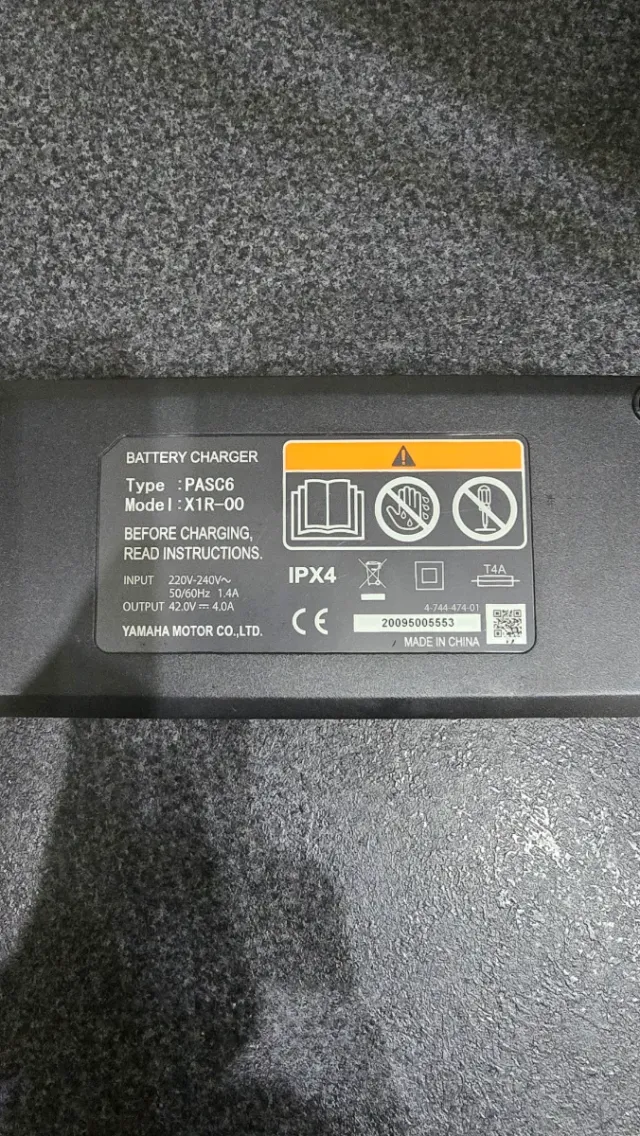 BATTERY CHARGER
Type :PASC6
Model:X1R-00
BEFORE CHARGING,
READ INSTRUCTIONS.
INPUT 220V-240V~
50/60Hz 1.4A
OUTPUT 42.0V⎓4.0A
YAMAHA MOTOR CO.,LTD.
IPX4
T4A
4-744-474-01
CE
20095005553
MADE IN CHINA